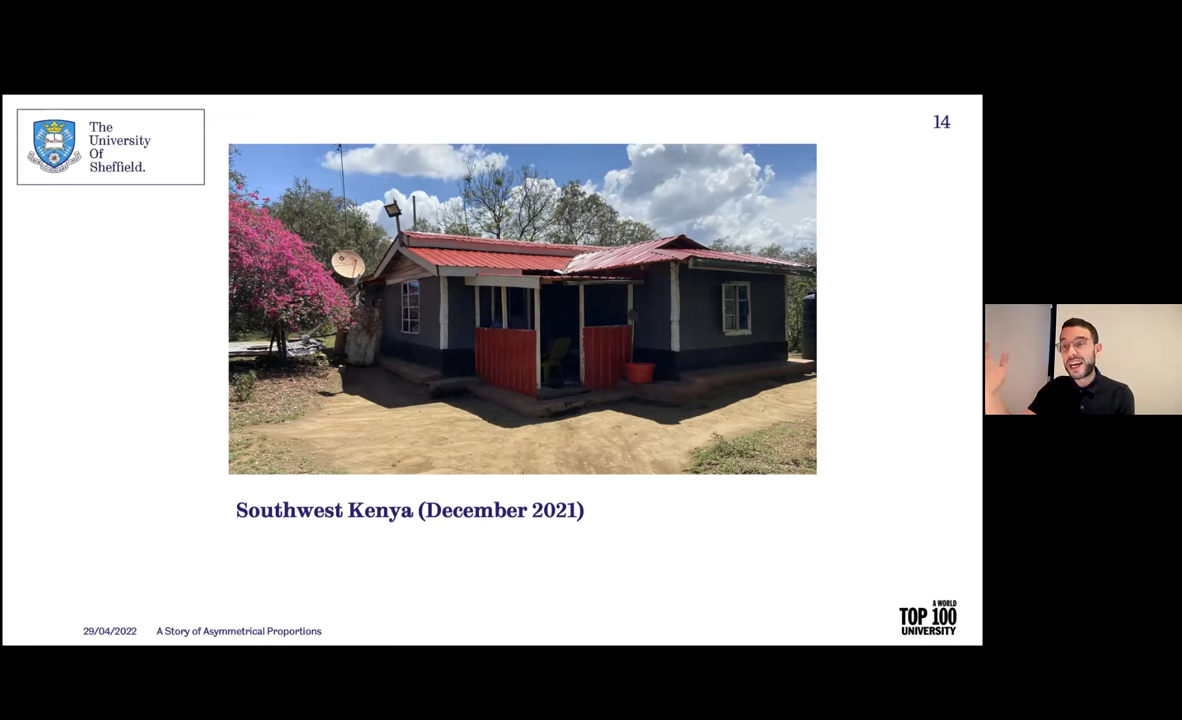 The
University
Of
Sheffield.
14
Southwest Kenya (December 2021)
29/04/2022 A Story of Asymmetrical Proportions
A WORLD
TOP 100
UNIVERSITY